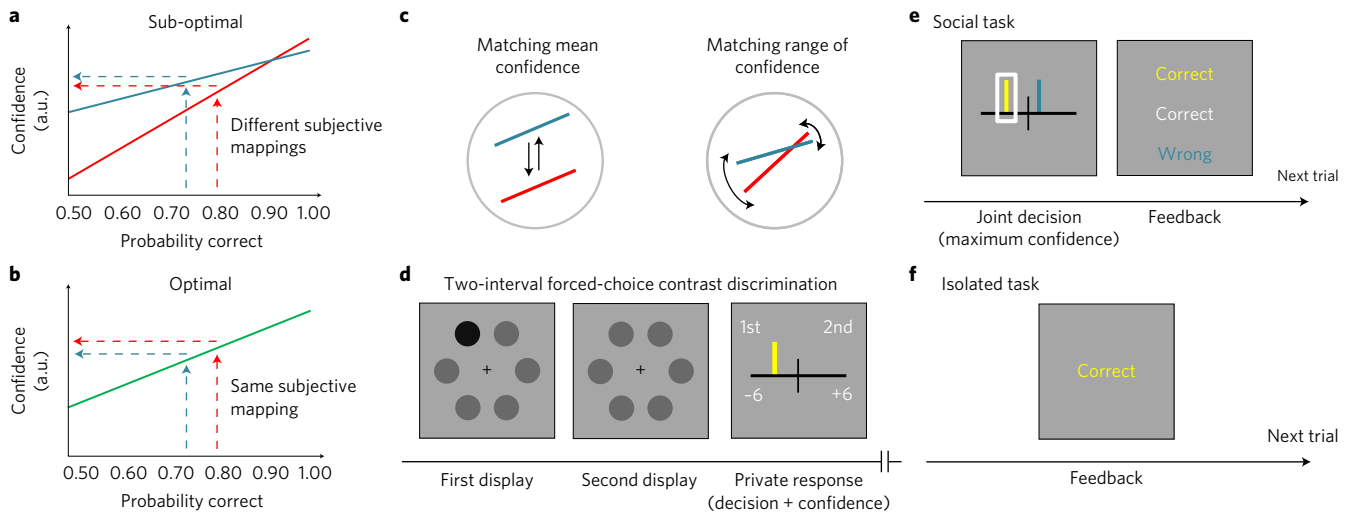 a
Sub-optimal
Confidence
(a.u.)
Different subjective
mappings
0.50 0.60 0.70 0.80 0.90 1.00
Probability correct
b
Optimal
Confidence
(a.u.)
Same subjective
mapping
0.50 0.60 0.70 0.80 0.90 1.00
Probability correct
c
Matching mean
confidence
Matching range of
confidence
d
Two-interval forced-choice contrast discrimination
+
+
1st 2nd
–6 +6
First display
Second display
Private response
(decision + confidence)
e
Social task
Correct
Correct
Wrong
Next trial
Joint decision
(maximum confidence)
Feedback
f
Isolated task
Correct
Next trial
Feedback